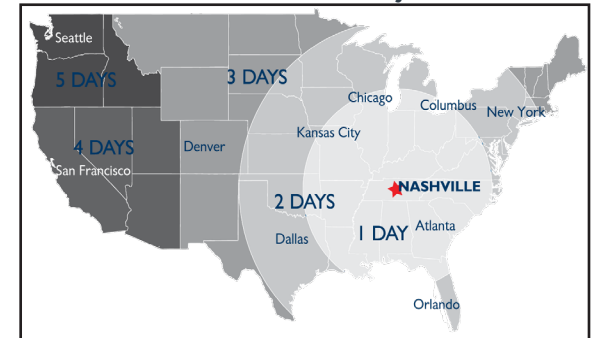 Seattle
5 DAYS
3 DAYS
Chicago
Columbus
New York
Kansas City
4 DAYS
Denver
San Francisco
NASHVILLE
2 DAYS
1 DAY
Atlanta
Dallas
Orlando